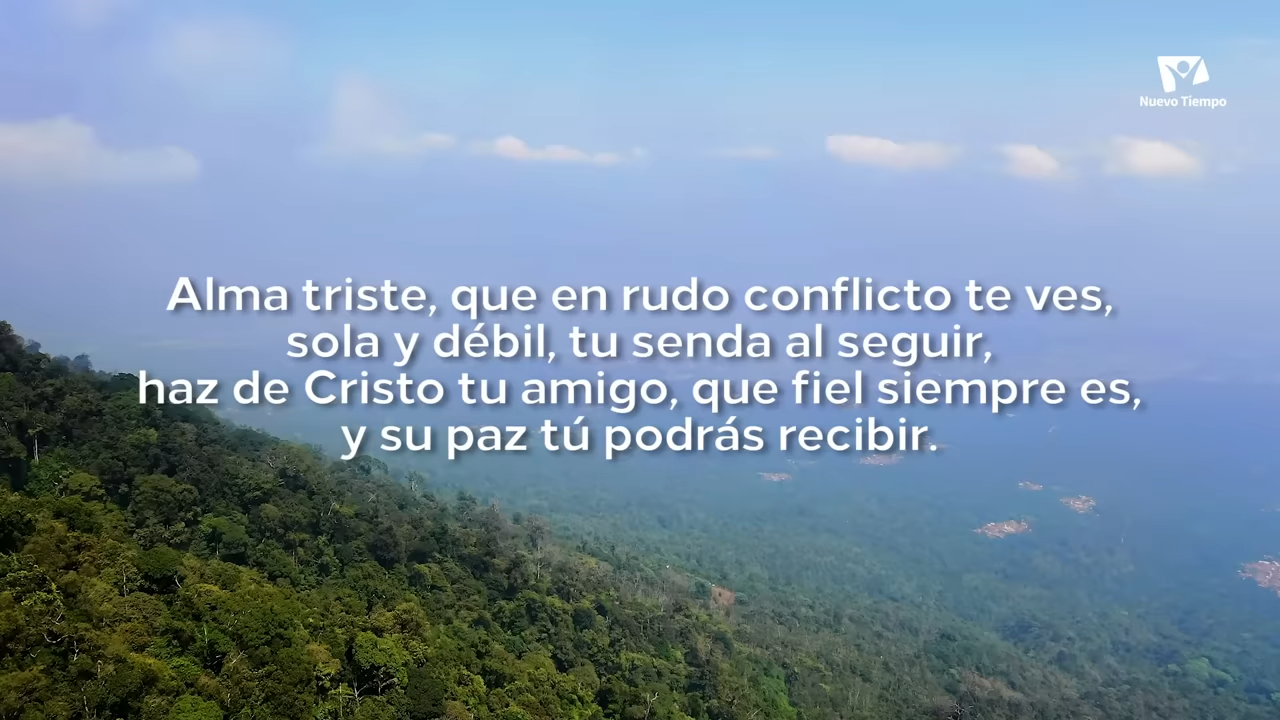 Nuevo Tiempo
Alma triste, que en rudo conflicto te ves,
sola y débil, tu senda al seguir,
haz de Cristo tu amigo, que fiel siempre es,
y su paz tú podrás recibir.